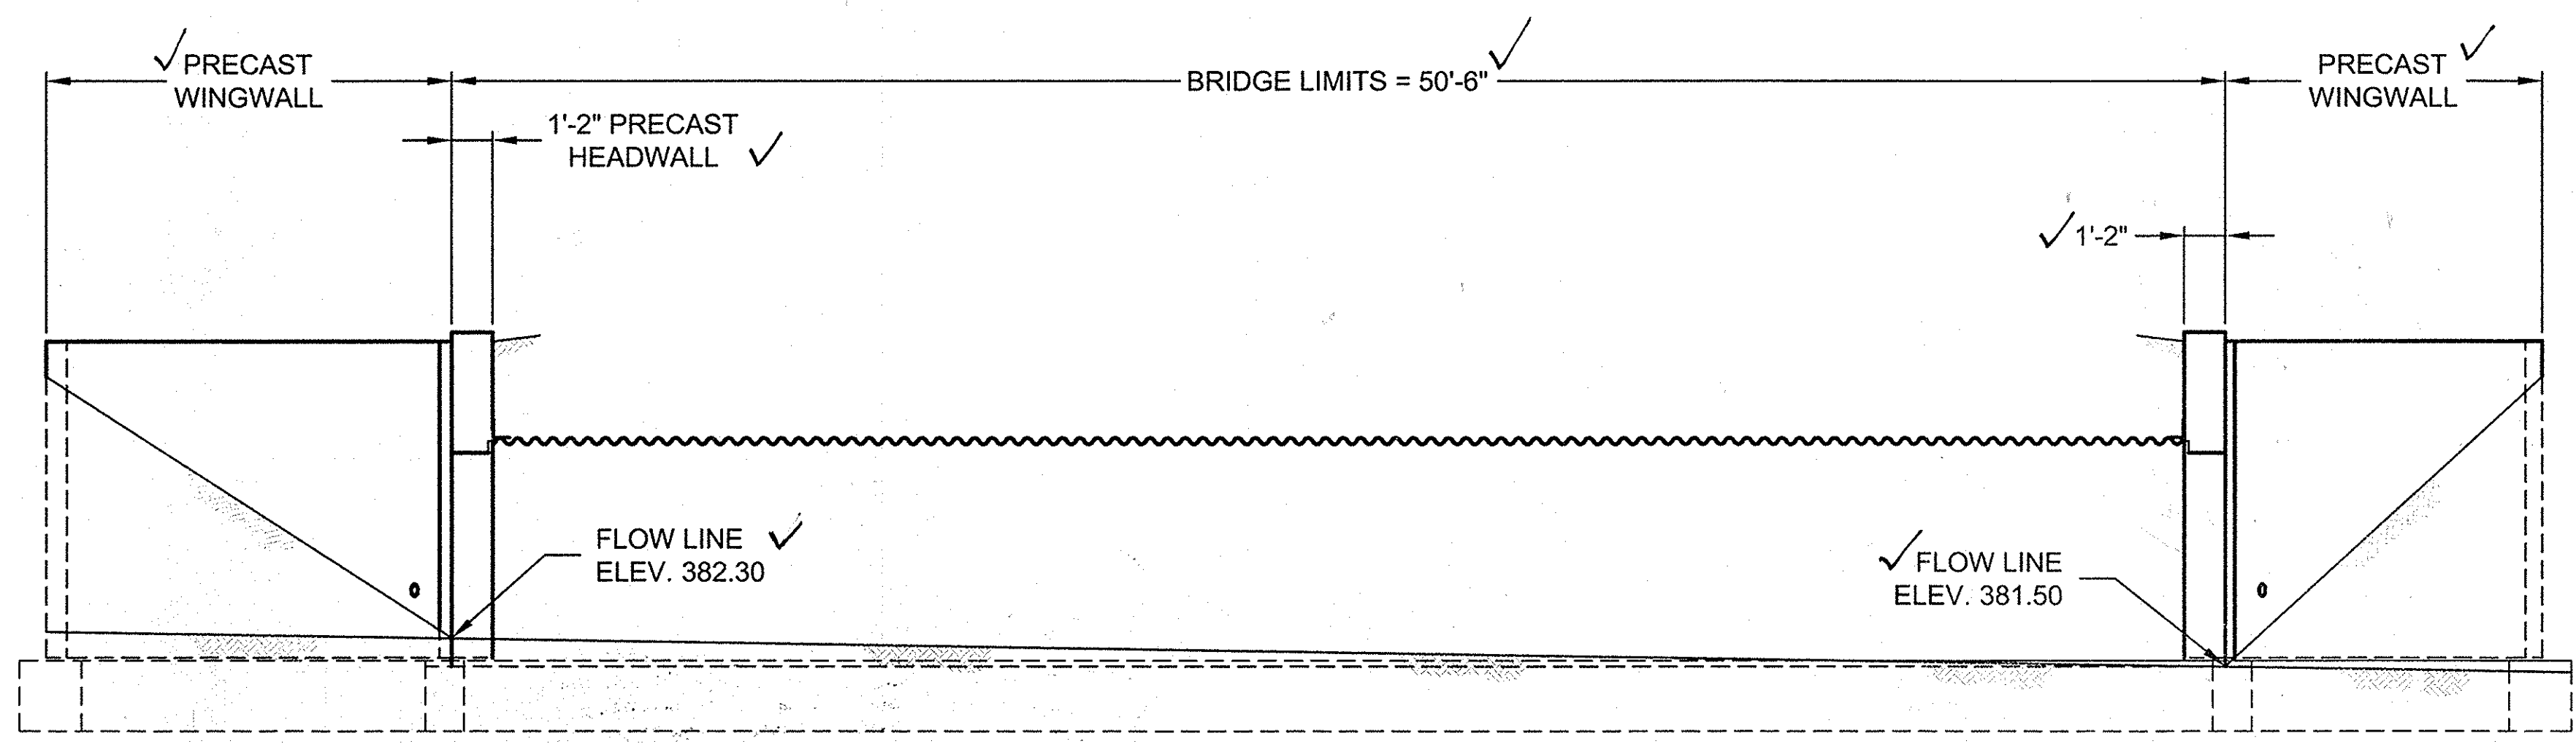 PRECAST
WINGWALL
BRIDGE LIMITS = 50'-6"
PRECAST
WINGWALL
1'-2" PRECAST
HEADWALL
1'-2"
FLOW LINE
ELEV. 382.30
FLOW LINE
ELEV. 381.50